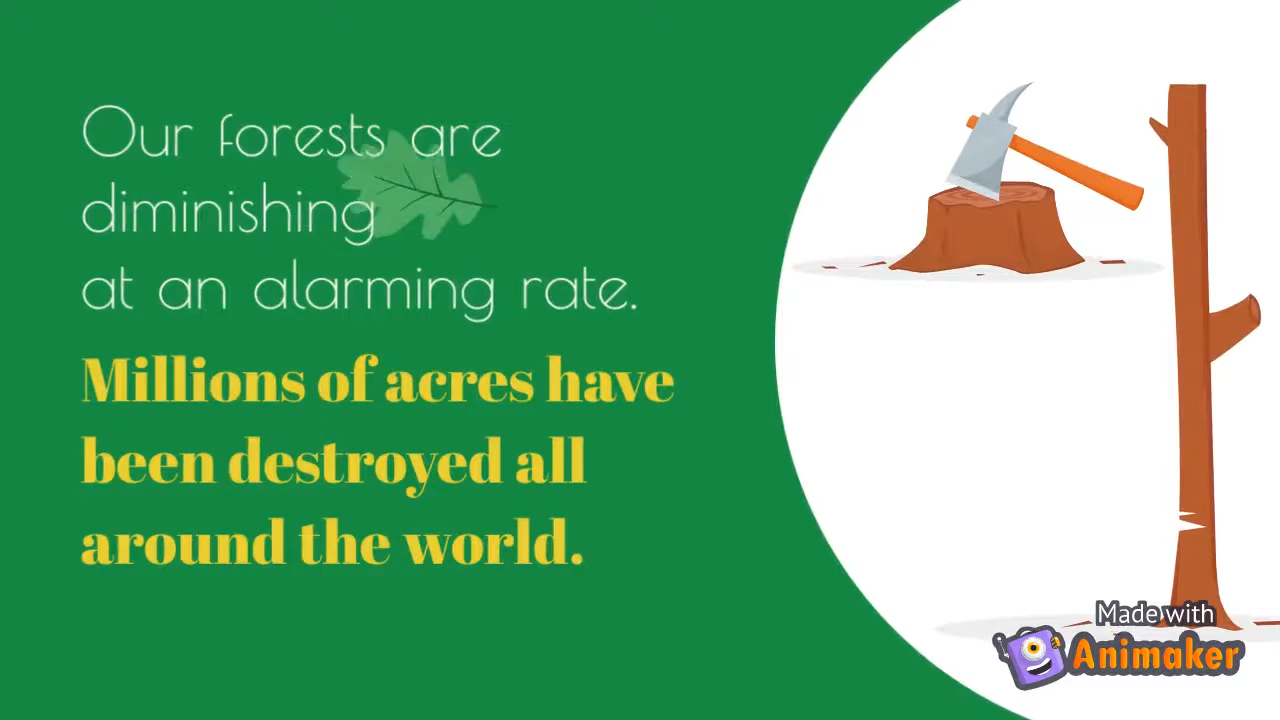 Our forests are
diminishing
at an alarming rate.
Millions of acres have
been destroyed all
around the world.
Made with
Animaker